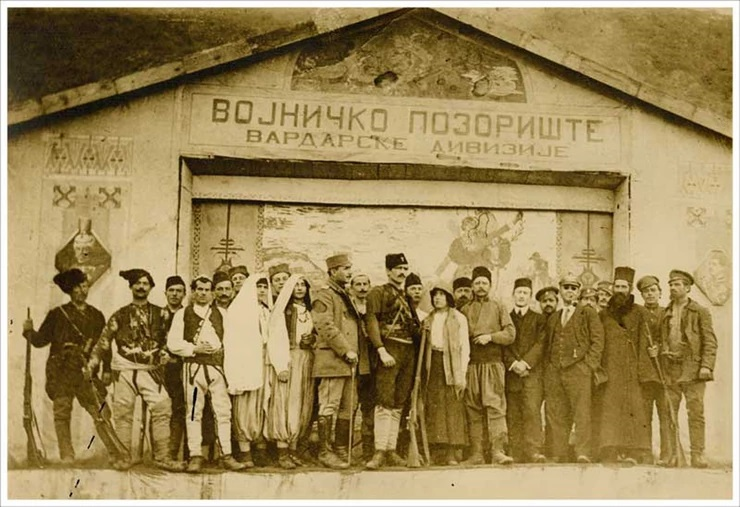 ВОЈНИЧКО ПОЗОРИШТЕ
ВАРДАРСКЕ ДИВИЗИЈЕ